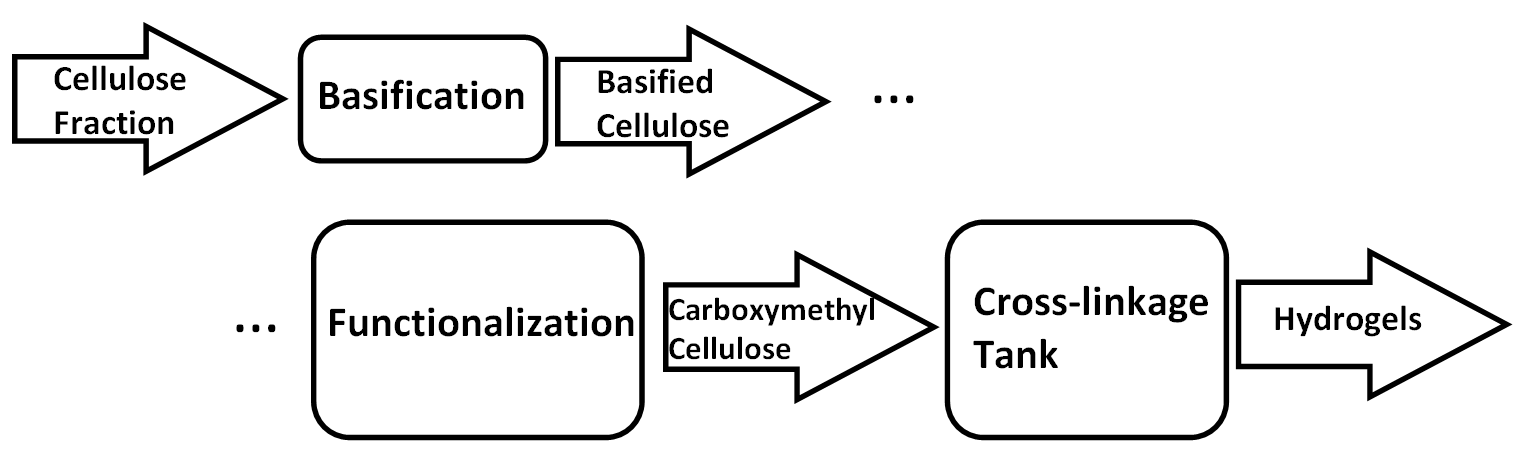 Cellulose
Fraction
Basification
Basified
Cellulose
...
...
Functionalization
Carboxymethyl
Cellulose
Cross-linkage
Tank
Hydrogels